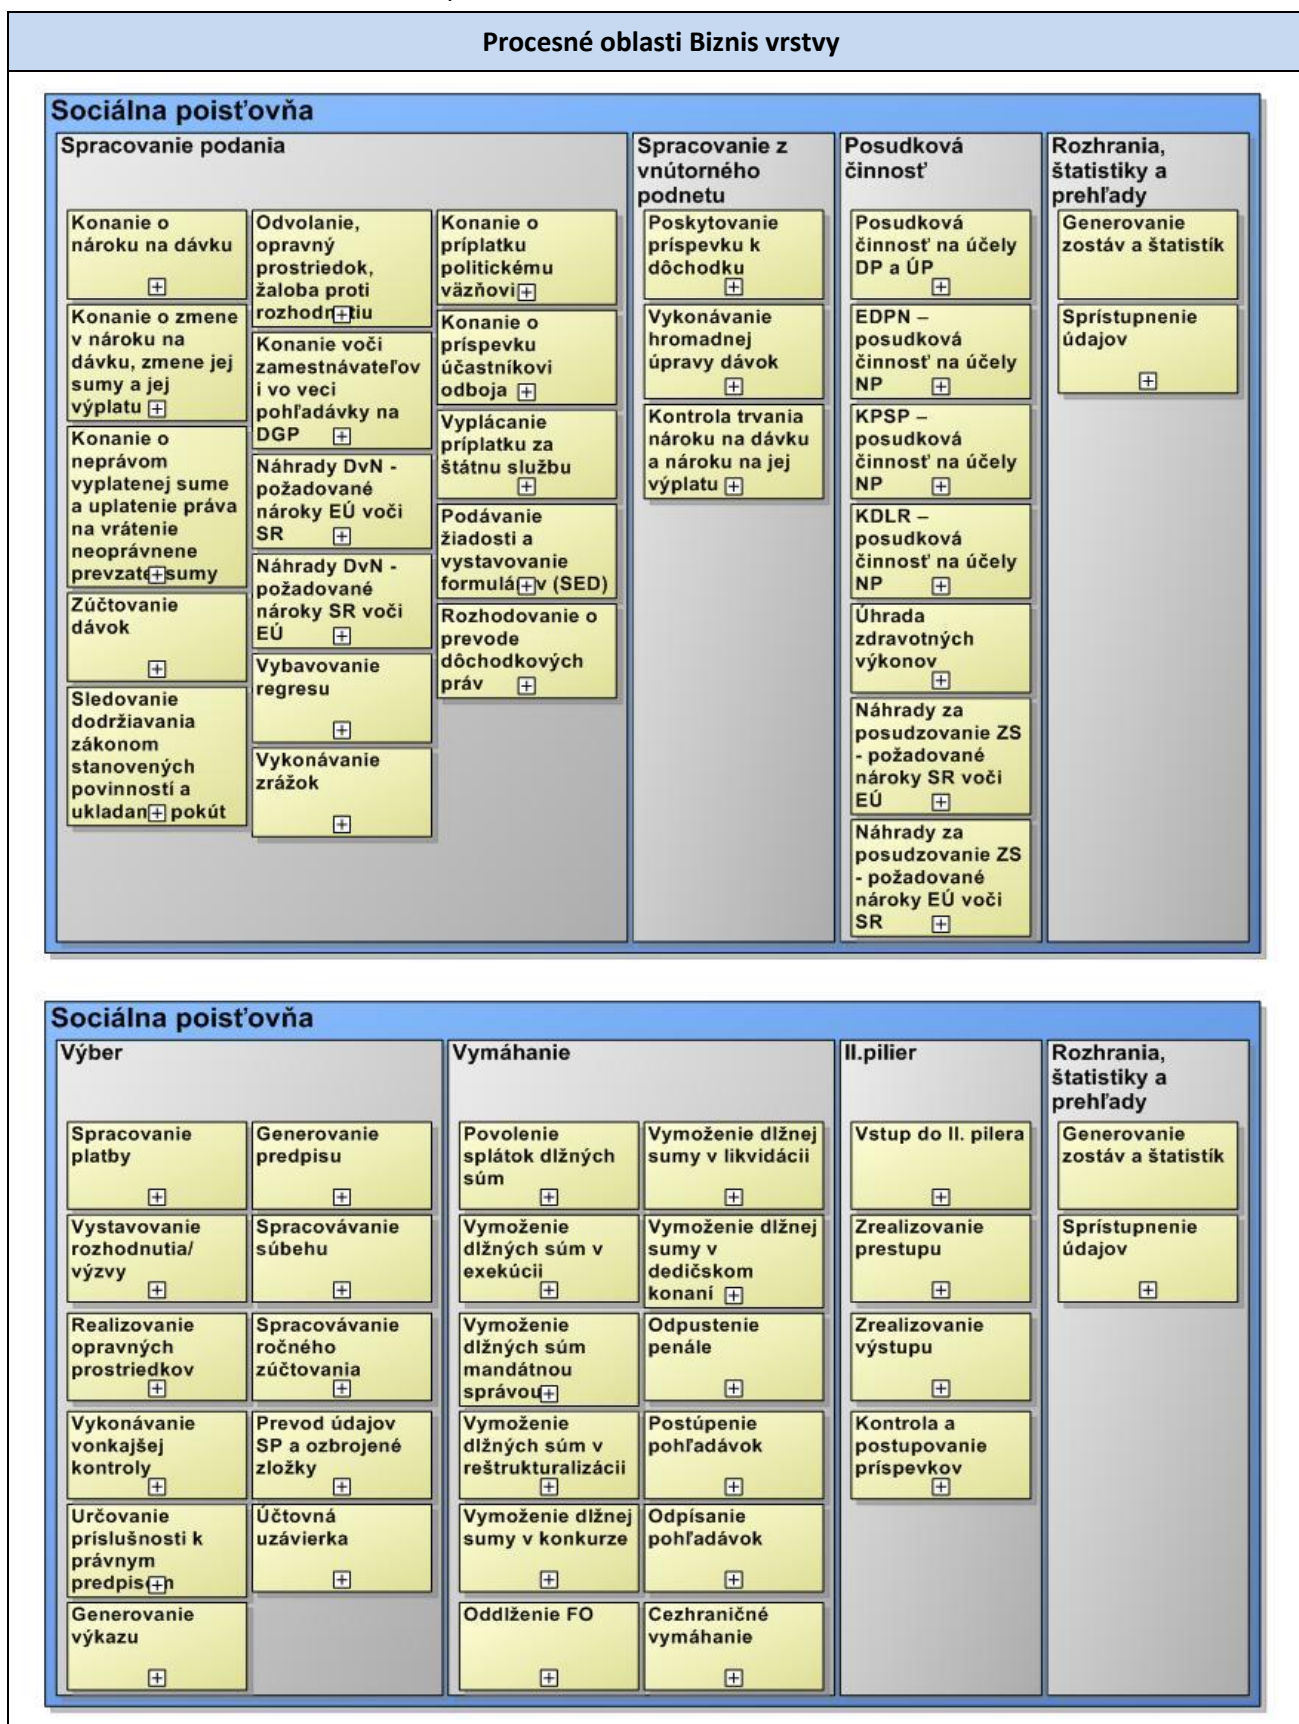 Procesné oblasti Biznis vrstvy
Sociálna poisťovňa
Spracovanie podania
Konanie o
nároku na dávku
Konanie o zmene
v nároku na
dávku, zmene jej
sumy a jej
výplatu
Konanie o
neprávom
vyplatenej sume
a uplatenie práva
na vrátenie
neoprávnene
prevzatej sumy
Zúčtovanie
dávok
Sledovanie
dodržiavania
zákonom
stanovených
povinností a
ukladanie pokút
Odvolanie,
opravný
prostriedok,
žaloba proti
rozhodnutiu
Konanie voči
zamestnávateľov
i vo veci
pohľadávky na
DGP
Náhrady DvN -
požadované
nároky EÚ voči
SR
Náhrady DvN -
požadované
nároky SR voči
EÚ
Vybavovanie
regresu
Vykonávanie
zrážok
Konanie o
príplatku
politickému
väzňovi
Konanie o
príspevku
účastníkovi
odboja
Vyplácanie
príplatku za
štátnu službu
Podávanie
žiadosti a
vystavovanie
formulárov (SED)
Rozhodovanie o
prevode
dôchodkových
práv
Spracovanie z
vnútorného
podnetu
Poskytovanie
príspevku k
dôchodku
Vykonávanie
hromadnej
úpravy dávok
Kontrola trvania
nároku na dávku
a nároku na jej
výplatu
Posudková
činnosť
Posudková
činnosť na účely
DP a ÚP
EDPN –
posudková
činnosť na účely
NP
KPSP –
posudková
činnosť na účely
NP
KDLR –
posudková
činnosť na účely
NP
Úhrada
zdravotných
výkonov
Náhrady za
posudzovanie ZS
- požadované
nároky SR voči
EÚ
Náhrady za
posudzovanie ZS
- požadované
nároky EÚ voči
SR
Rozhrania,
štatistiky a
prehľady
Generovanie
zostáv a štatistík
Sprístupnenie
údajov
Sociálna poisťovňa
Výber
Spracovanie
platby
Vystavovanie
rozhodnutia/
výzvy
Realizovanie
opravných
prostriedkov
Vykonávanie
vonkajšej
kontroly
Určovanie
príslušnosti k
právnym
predpisom
Generovanie
výkazu
Generovanie
predpisu
Spracovávanie
súbehu
Spracovávanie
ročného
zúčtovania
Prevod údajov
SP a ozbrojené
zložky
Účtovná
uzávierka
Vymáhanie
Povolenie
splátok dlžných
súm
Vymoženie
dlžných súm v
exekúcii
Vymoženie
dlžných súm
mandátnou
správou
Vymoženie
dlžných súm v
reštrukturalizácii
Vymoženie dlžnej
sumy v konkurze
Oddlženie FO
Vymoženie dlžnej
sumy v likvidácii
Vymoženie dlžnej
sumy v
dedičskom
konaní
Odpustenie
penále
Postúpenie
pohľadávok
Odpísanie
pohľadávok
Cezhraničné
vymáhanie
II.pilier
Vstup do II. pilera
Zrealizovanie
prestupu
Zrealizovanie
výstupu
Kontrola a
postupovanie
príspevkov
Rozhrania,
štatistiky a
prehľady
Generovanie
zostáv a štatistík
Sprístupnenie
údajov